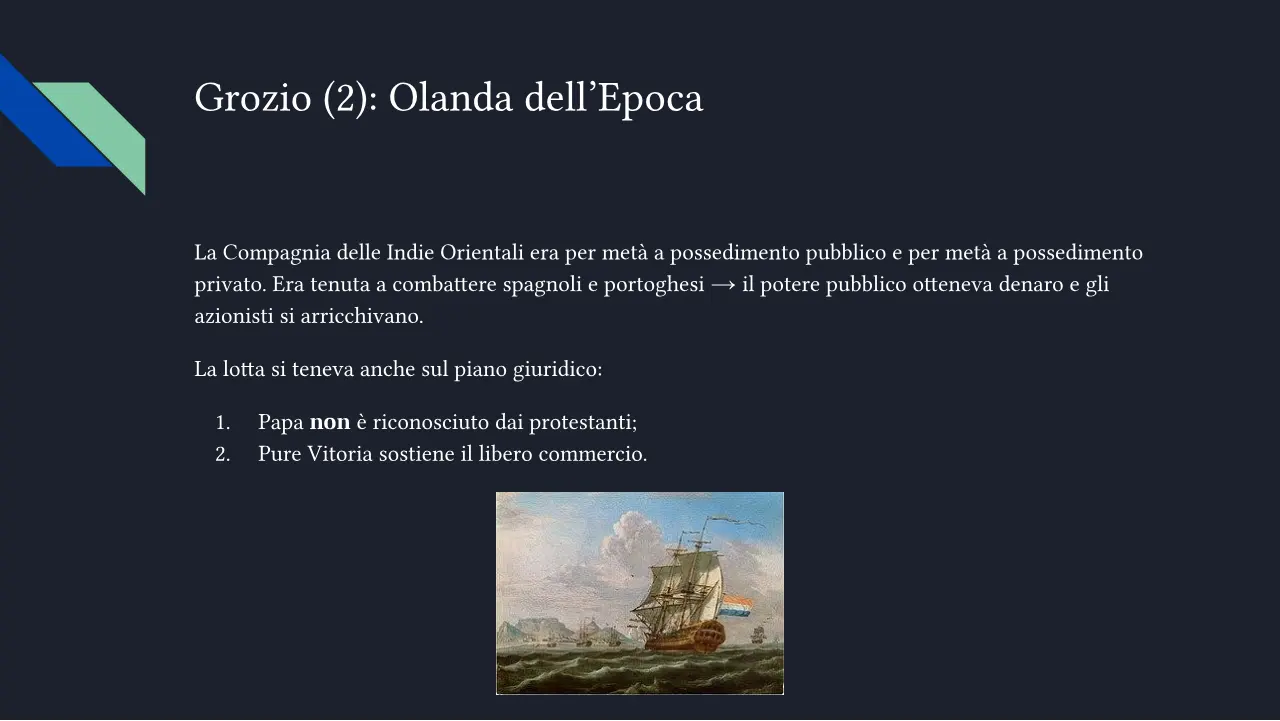 Grozio (2): Olanda dell’Epoca
La Compagnia delle Indie Orientali era per metà a possedimento pubblico e per metà a possedimento
privato. Era tenuta a combattere spagnoli e portoghesi → il potere pubblico otteneva denaro e gli
azionisti si arricchivano.
La lotta si teneva anche sul piano giuridico:
1. Papa non è riconosciuto dai protestanti;
2. Pure Vitoria sostiene il libero commercio.